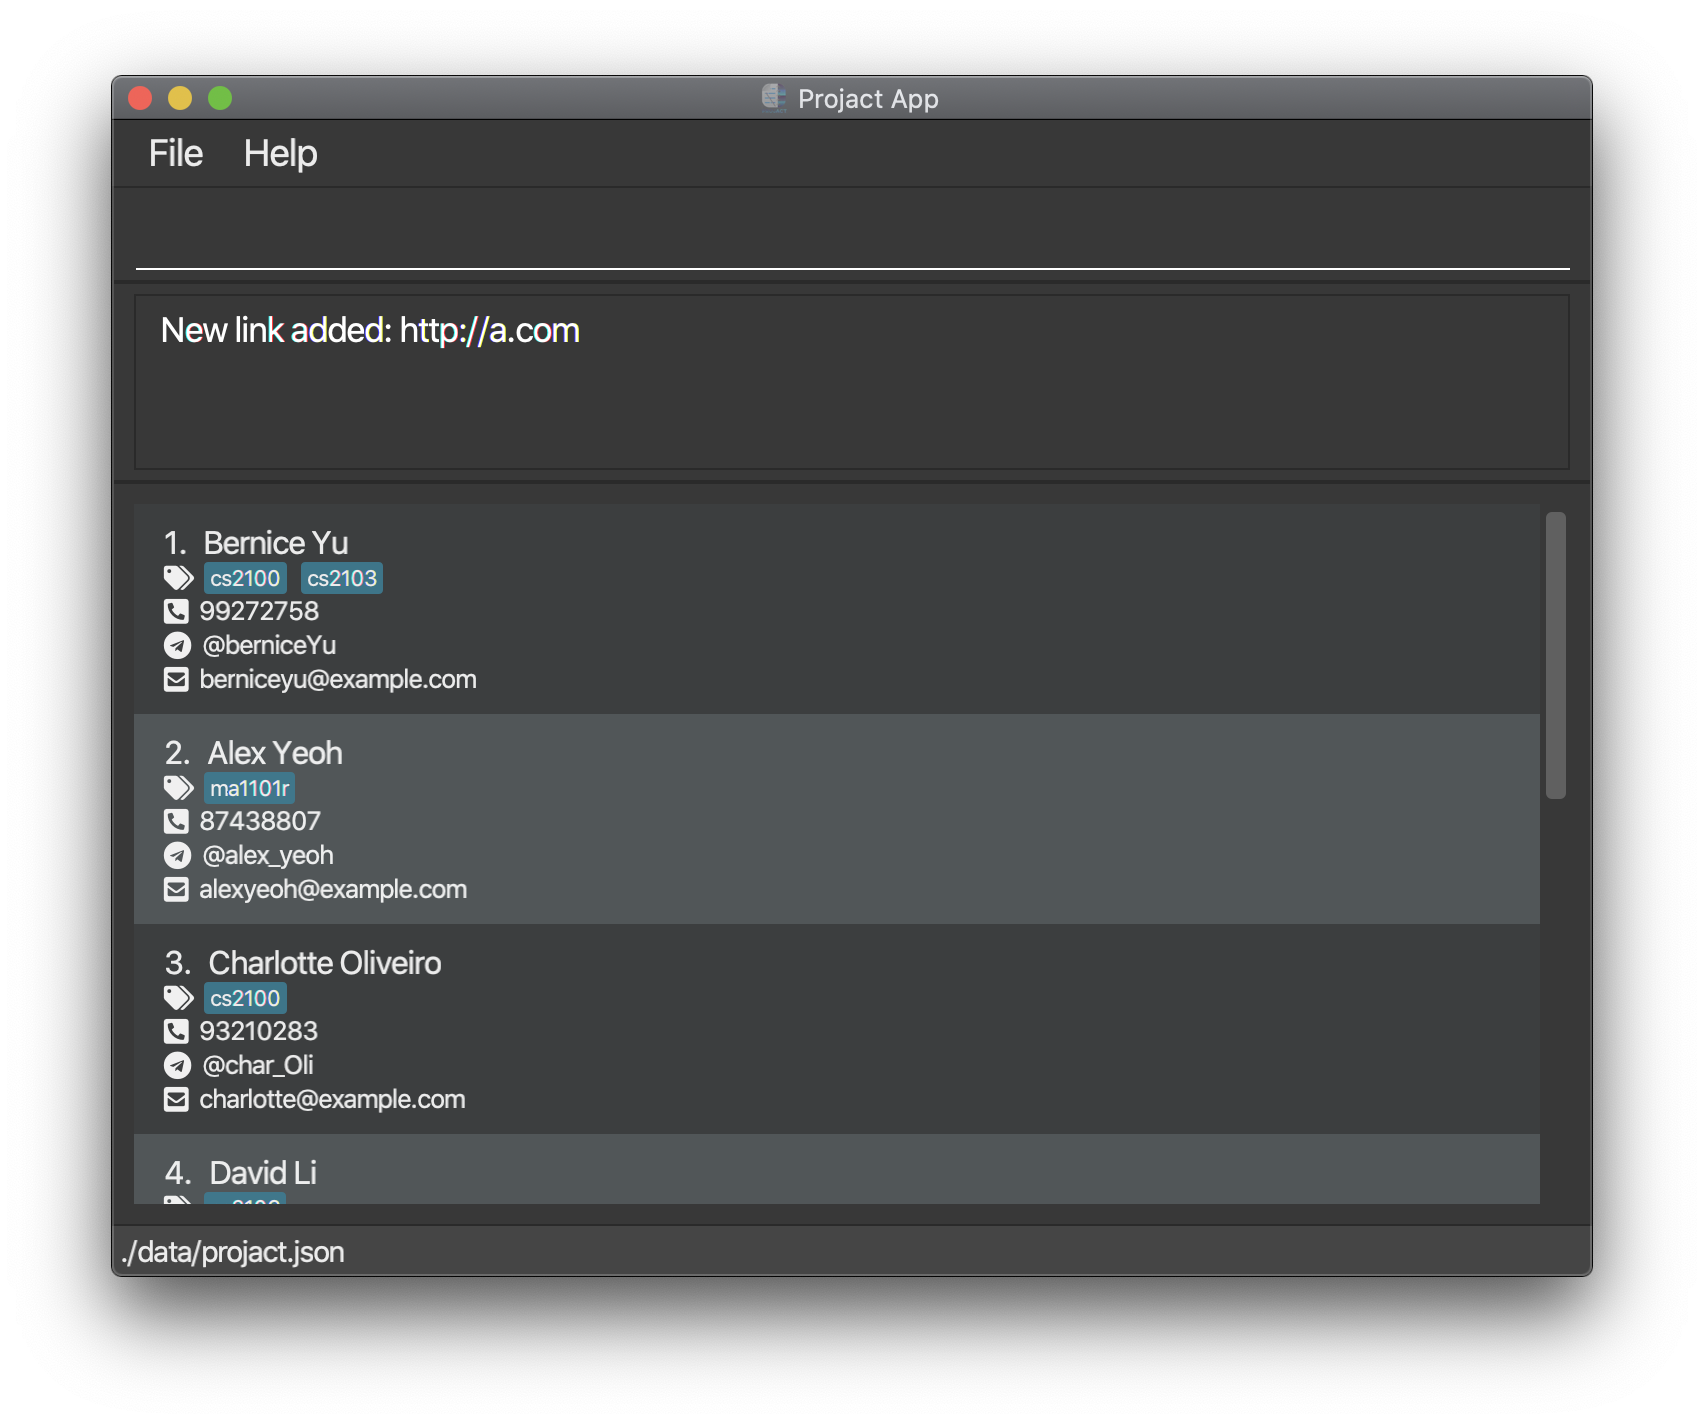 Projact App
File Help
New link added: http://a.com
1. Bernice Yu
cs2100 cs2103
99272758
@berniceYu
berniceyu@example.com
2. Alex Yeoh
ma1101r
87438807
@alex_yeoh
alexyeoh@example.com
3. Charlotte Oliveiro
cs2100
93210283
@char_Oli
charlotte@example.com
4. David Li
./data/projact.json